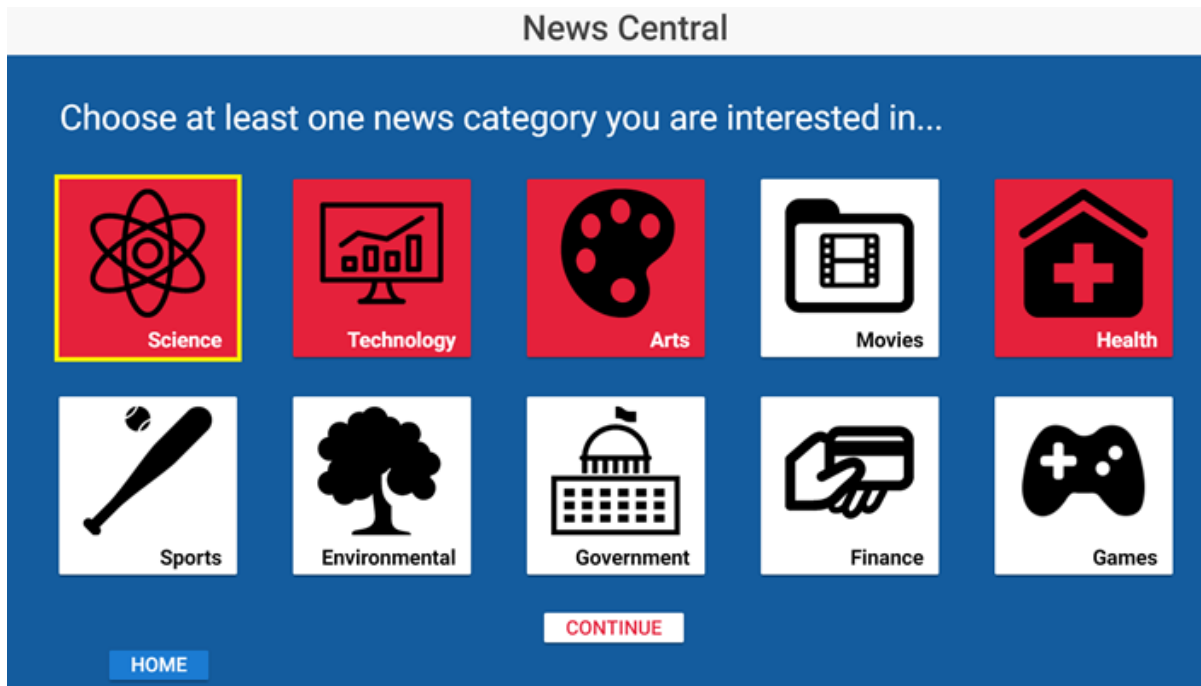 News Central
Choose at least one news category you are interested in...
Science
Technology
Arts
Movies
Health
Sports
Environmental
Government
Finance
Games
CONTINUE
HOME